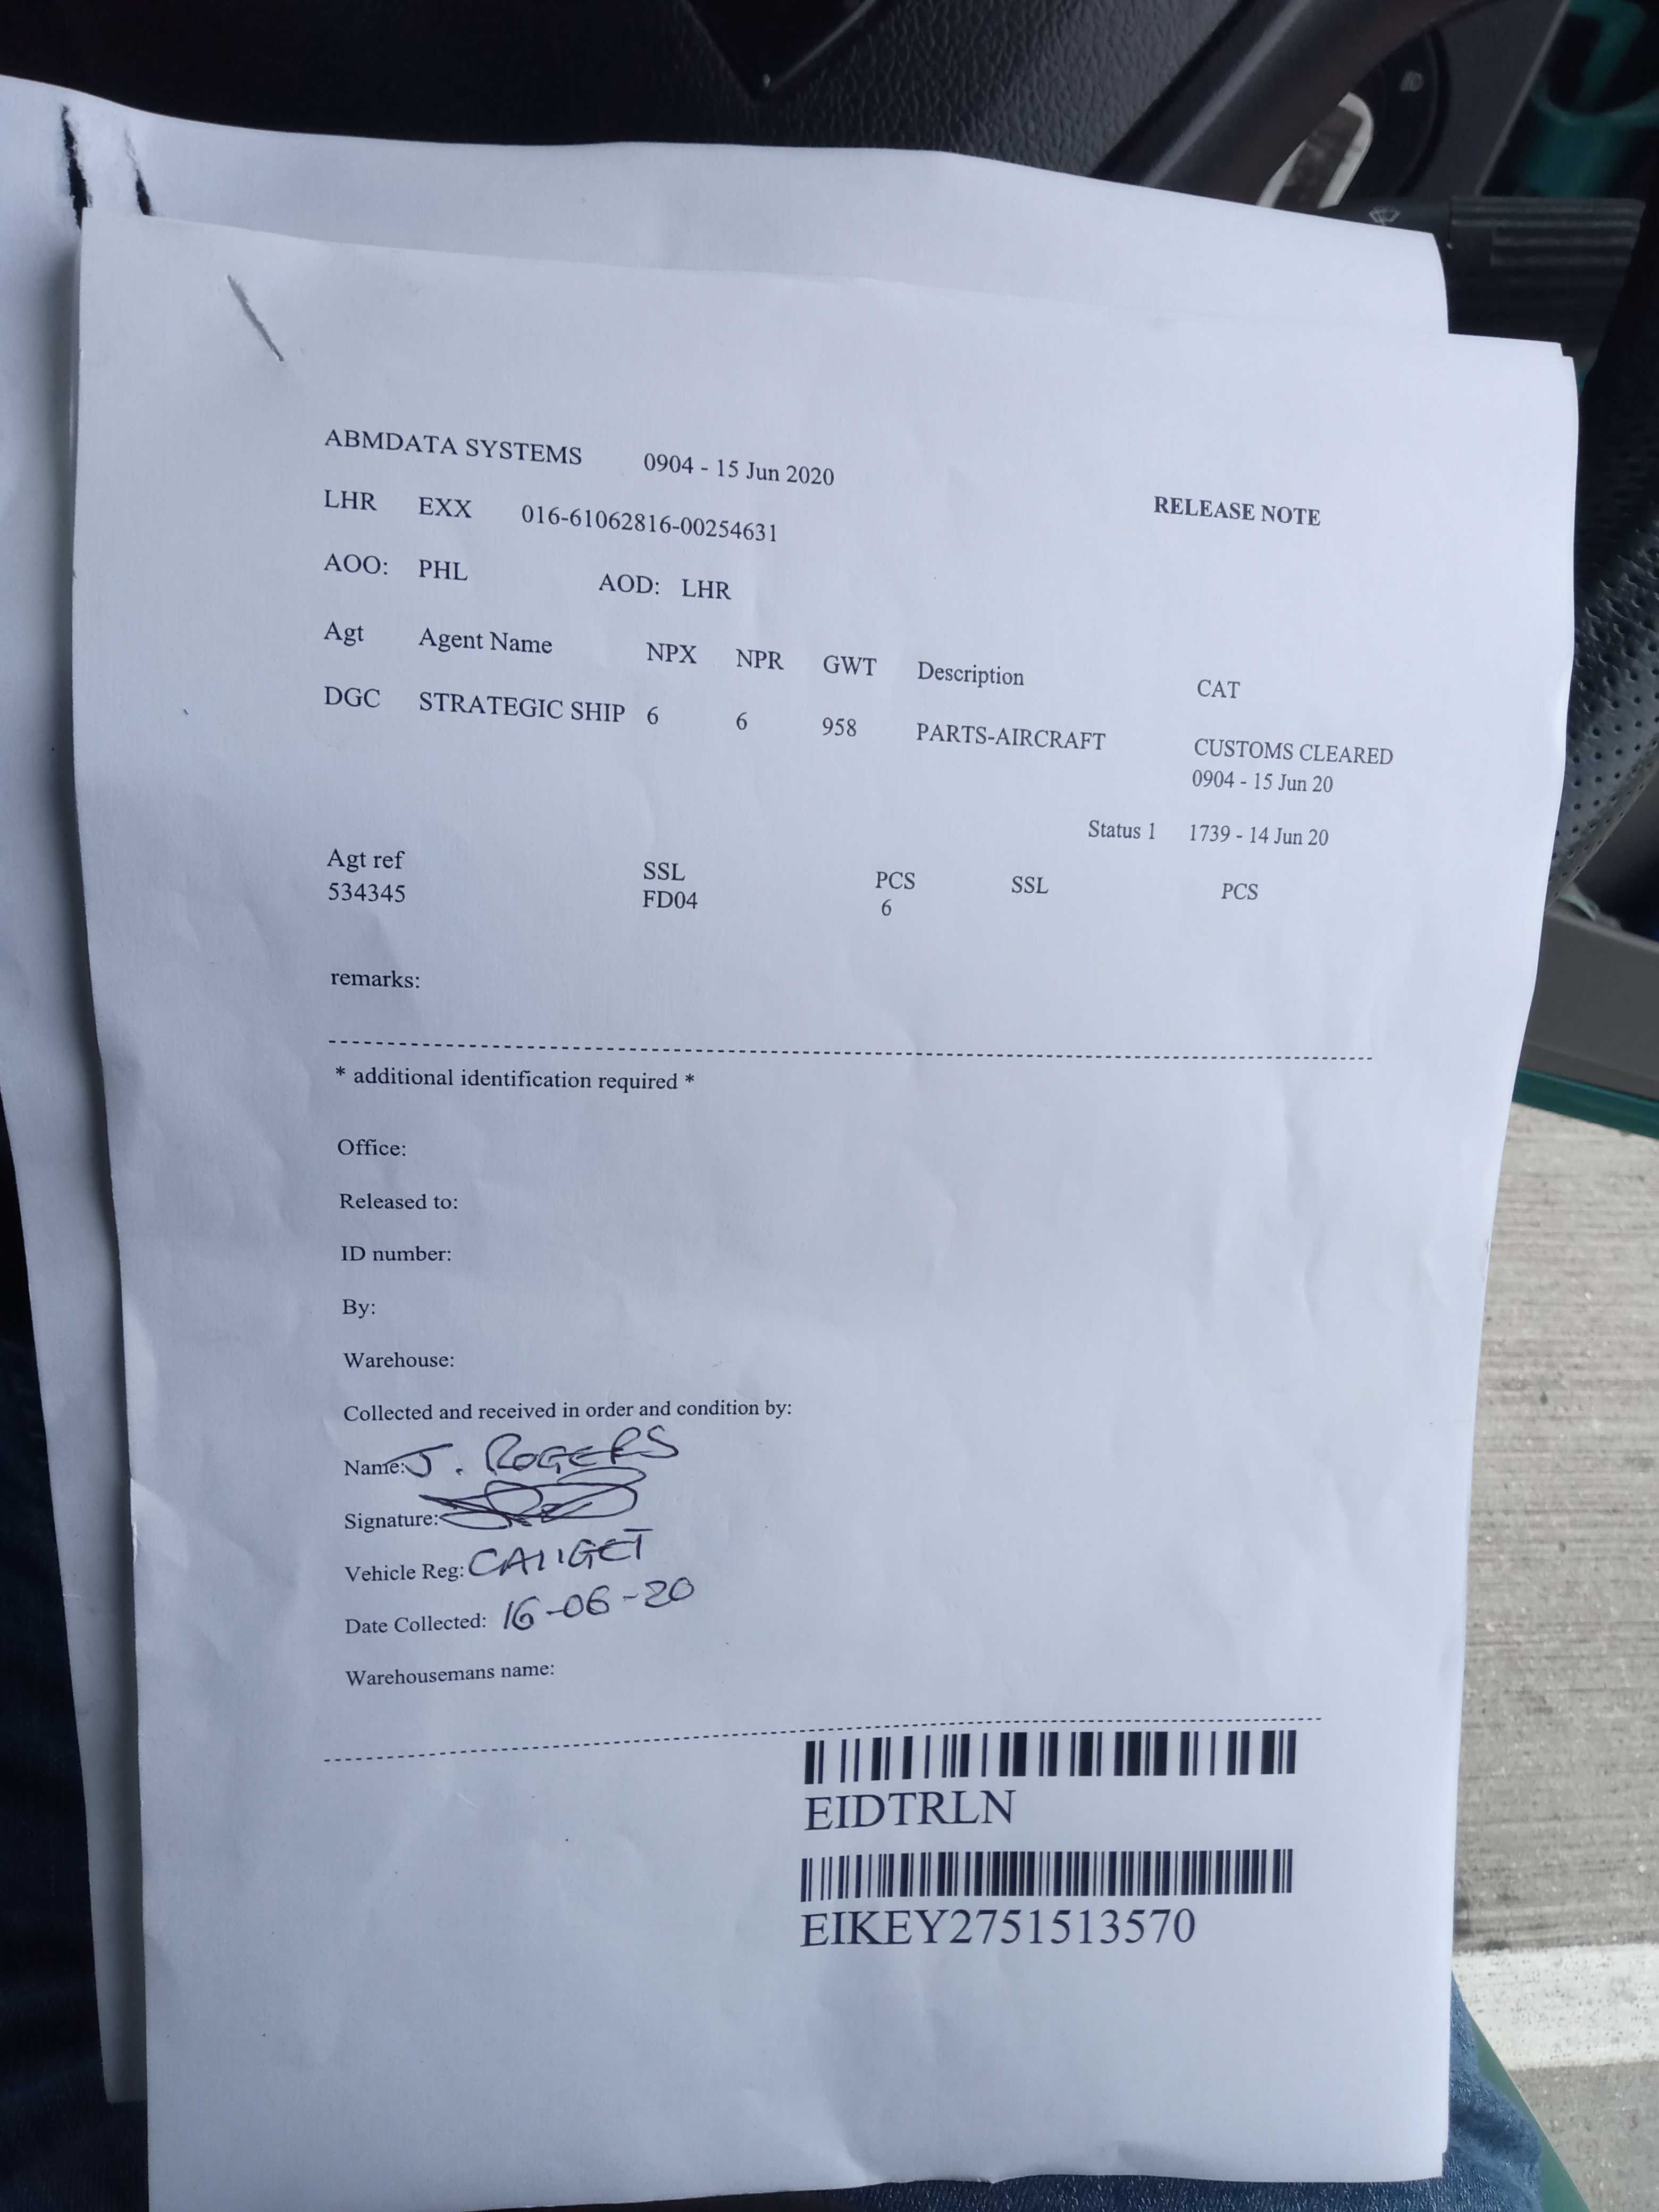 ABMDATA SYSTEMS 0904 - 15 Jun 2020
RELEASE NOTE
LHR EXX 016-61062816-00254631
AOO: PHL AOD: LHR
Agt Agent Name NPX NPR GWT Description CAT
DGC STRATEGIC SHIP 6 6 958 PARTS-AIRCRAFT CUSTOMS CLEARED
0904 - 15 Jun 20
Status 1 1739 - 14 Jun 20
Agt ref SSL PCS SSL PCS
534345 FD04 6
remarks:
* additional identification required *
Office:
Released to:
ID number:
By:
Warehouse:
Collected and received in order and condition by:
Name: J. ROGERS
Signature:
Vehicle Reg:
Date Collected: 16-06-20
Warehousemans name:
EIDTRLN
EIKEY2751513570